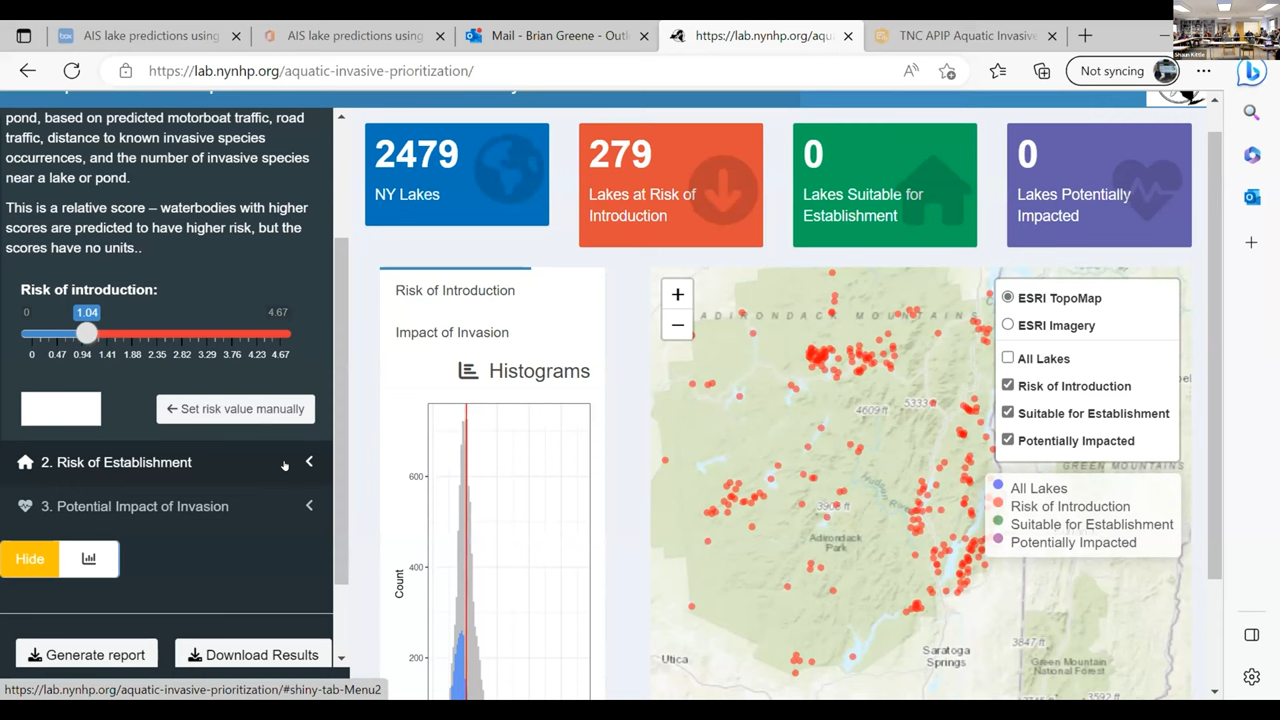 AIS lake predictions using
AIS lake predictions using
Mail - Brian Greene - Outl
https://lab.nynhp.org/aqu
TNC APIP Aquatic Invasive
Shaun Kittle
https://lab.nynhp.org/aquatic-invasive-prioritization/
Not syncing
pond, based on predicted motorboat traffic, road
traffic, distance to known invasive species
occurrences, and the number of invasive species
near a lake or pond.
This is a relative score – waterbodies with higher
scores are predicted to have higher risk, but the
scores have no units..
Risk of introduction:
0
1.04
4.67
0 0.47 0.94 1.41 1.88 2.35 2.82 3.29 3.76 4.23 4.67
Set risk value manually
2. Risk of Establishment
3. Potential Impact of Invasion
Hide
Generate report
Download Results
https://lab.nynhp.org/aquatic-invasive-prioritization/#shiny-tab-Menu2
2479
NY Lakes
279
Lakes at Risk of
Introduction
0
Lakes Suitable for
Establishment
0
Lakes Potentially
Impacted
Risk of Introduction
Impact of Invasion
Histograms
Count
600
400
200
+
−
ADIRONDACK MOUNTAINS
4609 ft
5333
3903 ft
Hudson River
Adirondack
Park
Utica
Saratoga
Springs
GREEN MOUNTAINS
3847 ft
Green Mountain
National Forest
3592 ft
ESRI TopoMap
ESRI Imagery
All Lakes
Risk of Introduction
Suitable for Establishment
Potentially Impacted
All Lakes
Risk of Introduction
Suitable for Establishment
Potentially Impacted